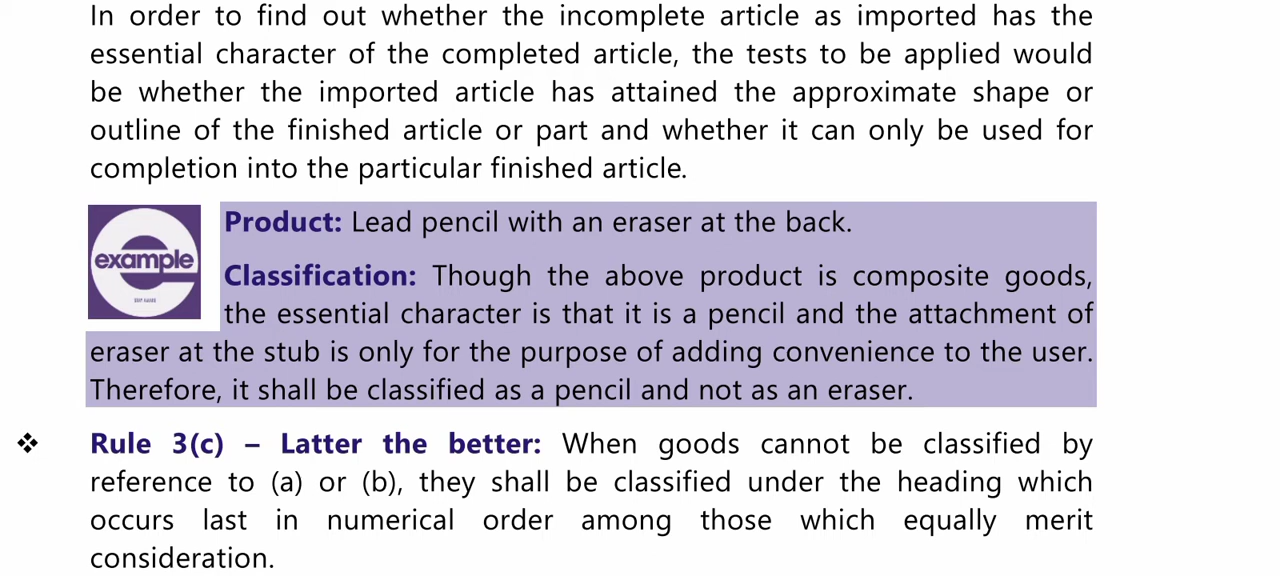 In order to find out whether the incomplete article as imported has the
essential character of the completed article, the tests to be applied would
be whether the imported article has attained the approximate shape or
outline of the finished article or part and whether it can only be used for
completion into the particular finished article.
example
Product: Lead pencil with an eraser at the back.
Classification: Though the above product is composite goods,
the essential character is that it is a pencil and the attachment of
eraser at the stub is only for the purpose of adding convenience to the user.
Therefore, it shall be classified as a pencil and not as an eraser.
❖ Rule 3(c) – Latter the better: When goods cannot be classified by
reference to (a) or (b), they shall be classified under the heading which
occurs last in numerical order among those which equally merit
consideration.